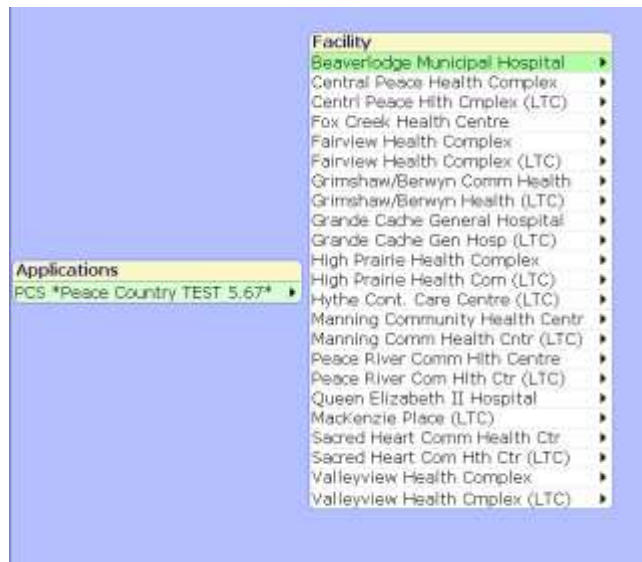 Applications
PCS *Peace Country TEST 5.67*
Facility
Beaverlodge Municipal Hospital
Central Peace Health Complex
Centrl Peace Hlth Cmplex (LTC)
Fox Creek Health Centre
Fairview Health Complex
Fairview Health Complex (LTC)
Grimshaw/Berwyn Comm Health
Grimshaw/Berwyn Health (LTC)
Grande Cache General Hospital
Grande Cache Gen Hosp (LTC)
High Prairie Health Complex
High Prairie Health Com (LTC)
Hythe Cont. Care Centre (LTC)
Manning Community Health Centr
Manning Comm Health Cntr (LTC)
Peace River Comm Hlth Centre
Peace River Com Hlth Ctr (LTC)
Queen Elizabeth II Hospital
MacKenzie Place (LTC)
Sacred Heart Comm Health Ctr
Sacred Heart Com Hth Ctr (LTC)
Valleyview Health Complex
Valleyview Health Cmplex (LTC)